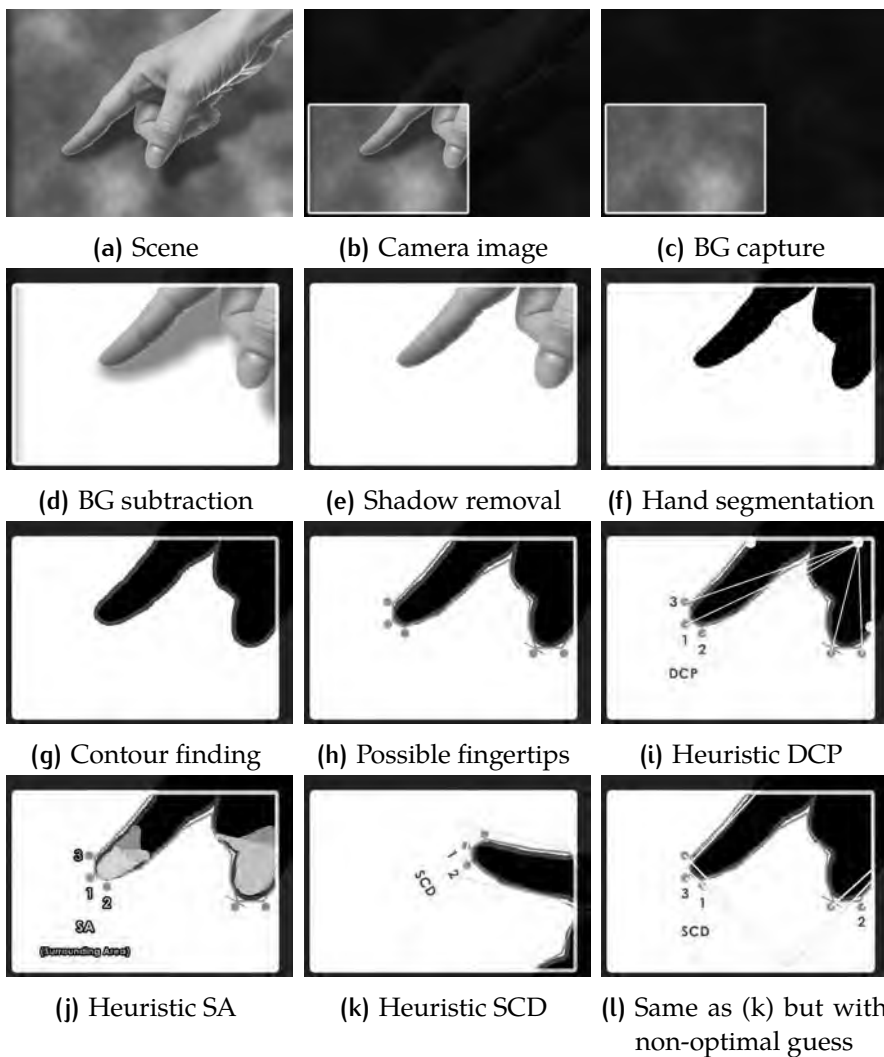 (a) Scene
(b) Camera image
(c) BG capture
(d) BG subtraction
(e) Shadow removal
(f) Hand segmentation
(g) Contour finding
(h) Possible fingertips
3
1
2
DCP
(i) Heuristic DCP
3
1
2
SA
(Surrounding Area)
(j) Heuristic SA
1
2
SCD
(k) Heuristic SCD
3
1
2
SCD
(l) Same as (k) but with
non-optimal guess